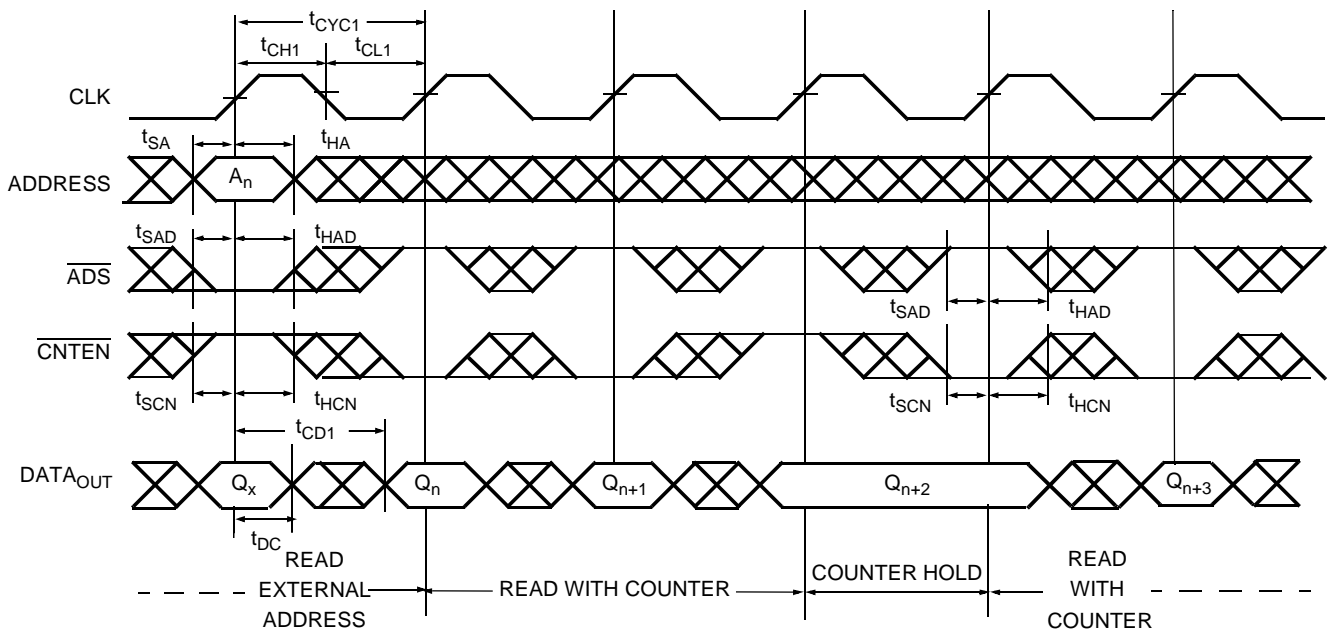 tCYC1
tCH1 tCL1
CLK
tSA tHA
ADDRESS An
tSAD tHAD
ADS
tSAD tHAD
CNTEN
tSCN tHCN tSCN tHCN
tCD1
DATAOUT Qx Qn Qn+1 Qn+2 Qn+3
tDC
READ EXTERNAL ADDRESS
READ WITH COUNTER
COUNTER HOLD
READ WITH COUNTER